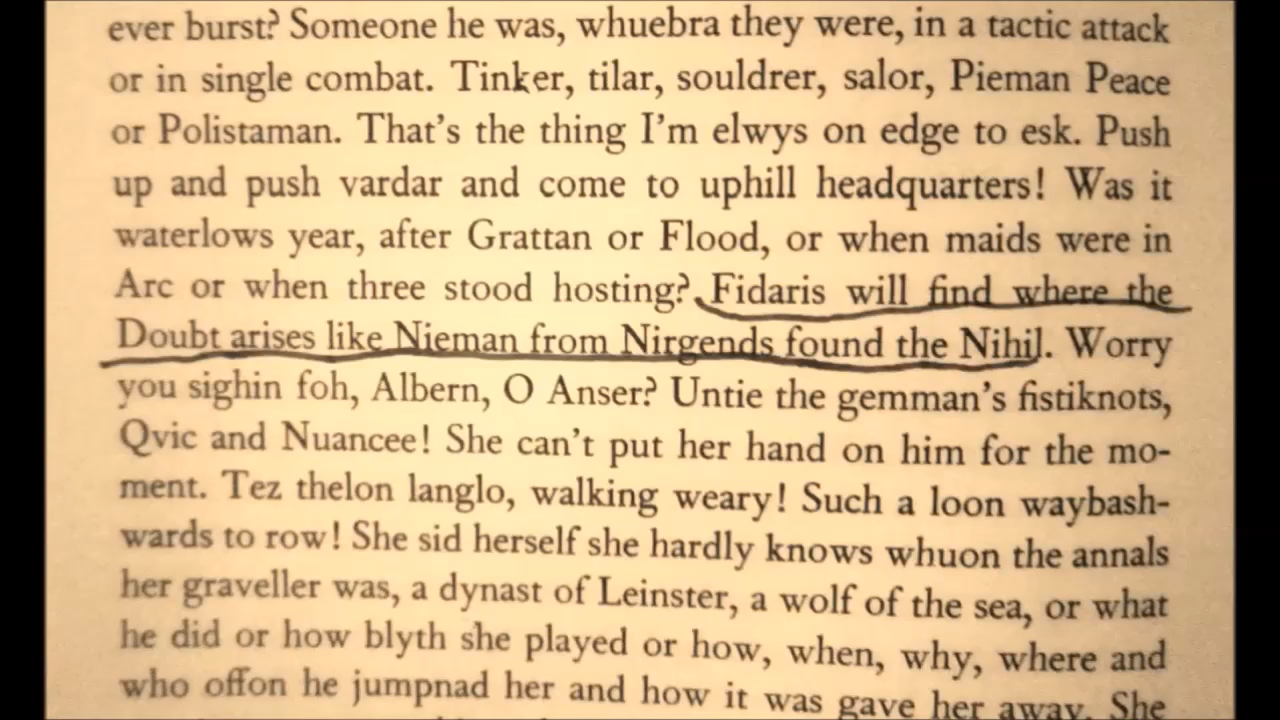 ever burst? Someone he was, whuebra they were, in a tactic attack
or in single combat. Tinker, tilar, souldrer, salor, Pieman Peace
or Polistaman. That's the thing I'm elwys on edge to esk. Push
up and push vardar and come to uphill headquarters! Was it
waterlows year, after Grattan or Flood, or when maids were in
Arc or when three stood hosting? Fidaris will find where the
Doubt arises like Nieman from Nirgends found the Nihil. Worry
you sighin foh, Albern, O Anser? Untie the gemman's fistiknots,
Qvic and Nuancee! She can't put her hand on him for the mo-
ment. Tez thelon langlo, walking weary! Such a loon waybash-
wards to row! She sid herself she hardly knows whuon the annals
her graveller was, a dynast of Leinster, a wolf of the sea, or what
he did or how blyth she played or how, when, why, where and
who offon he jumpnad her and how it was gave her away. She